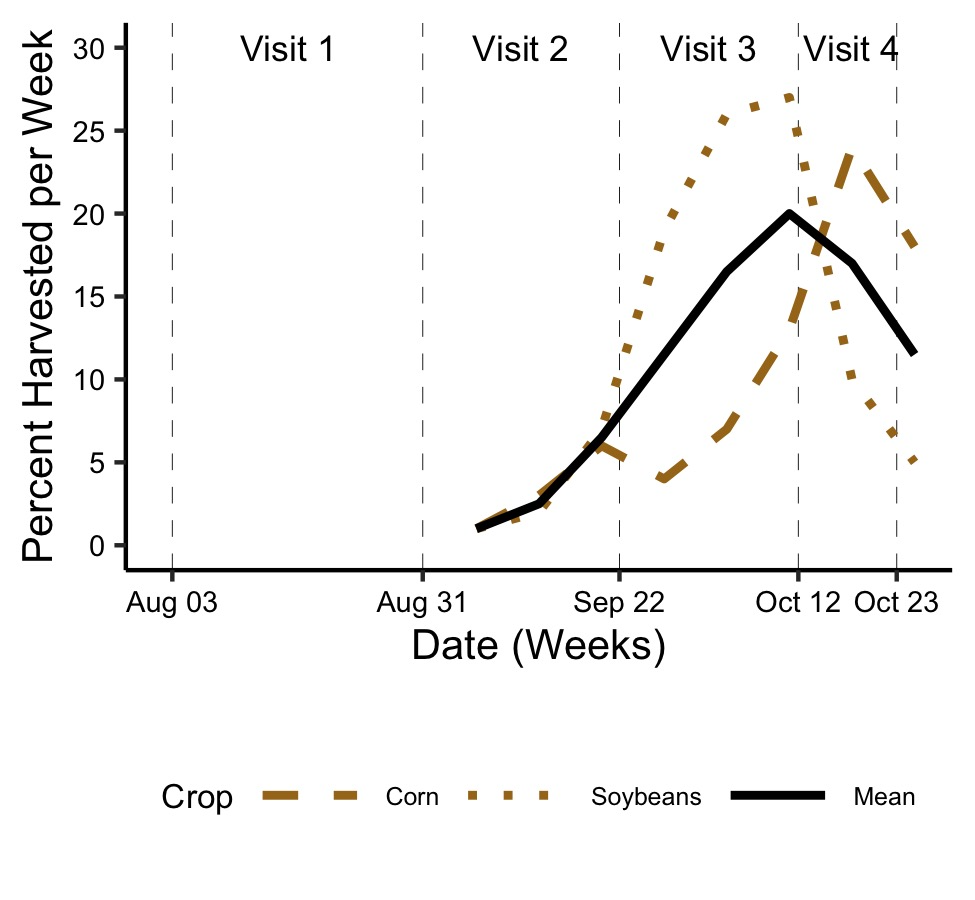 Percent Harvested per Week
30
25
20
15
10
5
0
Visit 1 Visit 2 Visit 3 Visit 4
Aug 03 Aug 31 Sep 22 Oct 12 Oct 23
Date (Weeks)
Crop Corn Soybeans Mean